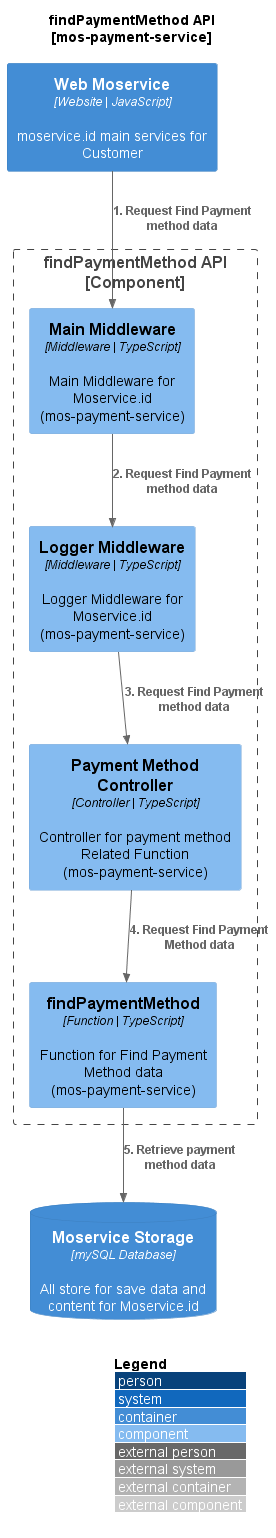 findPaymentMethod API
[mos-payment-service]
Web Moservice
[Website | JavaScript]
moservice.id main services for
Customer
1. Request Find Payment
method data
findPaymentMethod API
[Component]
Main Middleware
[Middleware | TypeScript]
Main Middleware for
Moservice.id
(mos-payment-service)
2. Request Find Payment
method data
Logger Middleware
[Middleware | TypeScript]
Logger Middleware for
Moservice.id
(mos-payment-service)
3. Request Find Payment
method data
Payment Method
Controller
[Controller | TypeScript]
Controller for payment method
Related Function
(mos-payment-service)
4. Request Find Payment
Method data
findPaymentMethod
[Function | TypeScript]
Function for Find Payment
Method data
(mos-payment-service)
5. Retrieve payment
method data
Moservice Storage
[mySQL Database]
All store for save data and
content for Moservice.id
Legend
person
system
container
component
external person
external system
external container
external component